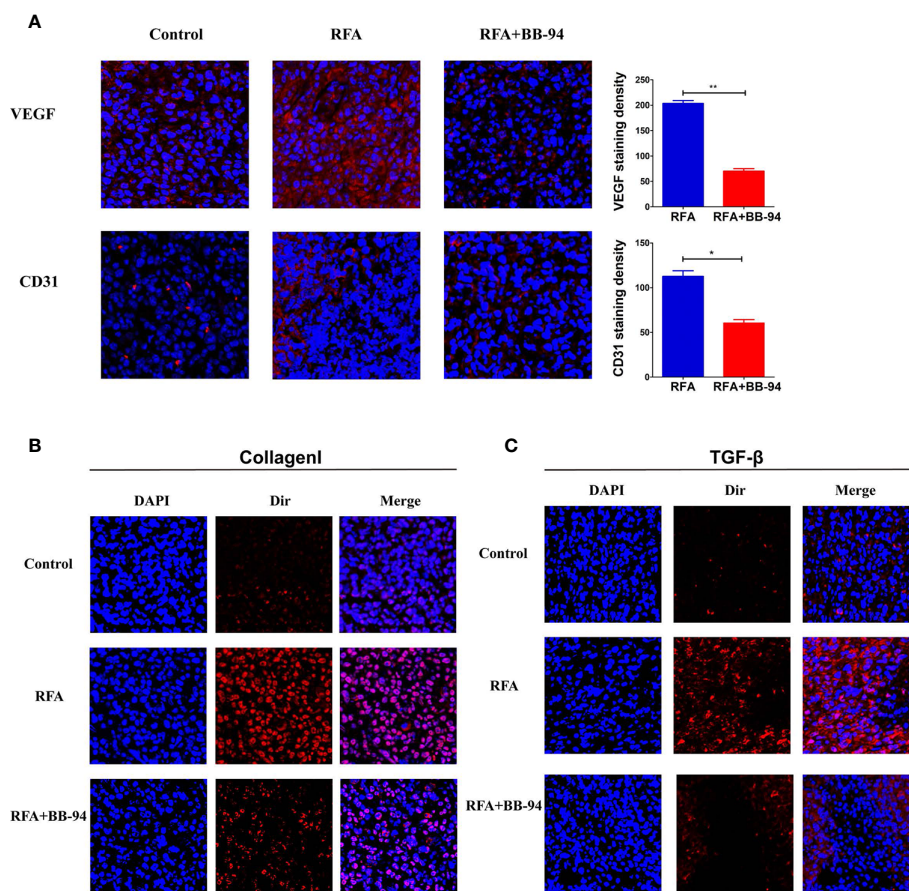 A
Control RFA RFA+BB-94
VEGF
VEGF staining density
250
200
150
100
50
0
**
RFA RFA+BB-94
CD31
CD31 staining density
150
100
50
0
*
RFA RFA+BB-94
B
CollagenI
DAPI Dir Merge
Control
RFA
RFA+BB-94
C
TGF-β
DAPI Dir Merge
Control
RFA
RFA+BB-94